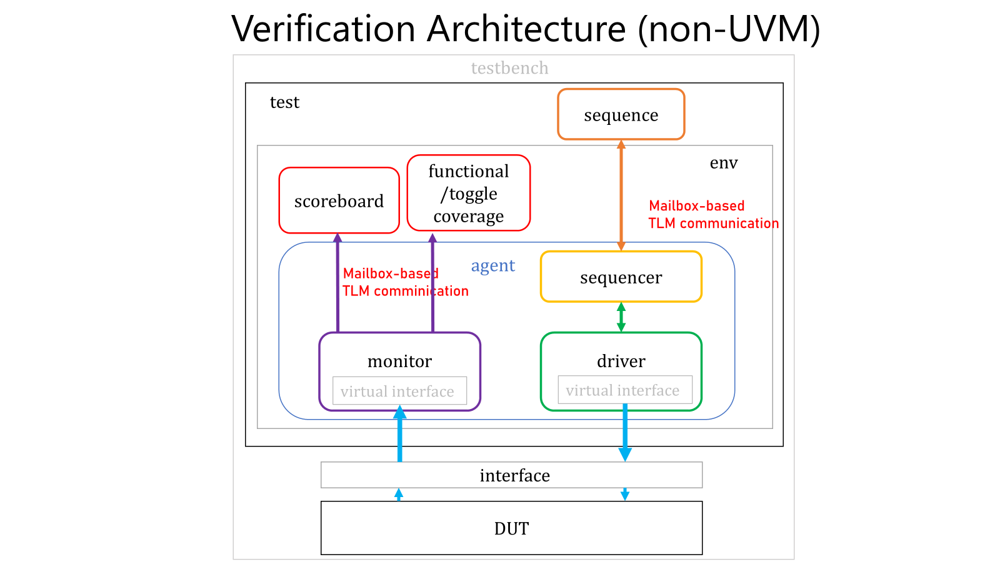 Verification Architecture (non-UVM)
testbench
test
sequence
env
scoreboard
functional
/toggle
coverage
Mailbox-based
TLM communication
agent
Mailbox-based
TLM comminication
sequencer
monitor
virtual interface
driver
virtual interface
interface
DUT